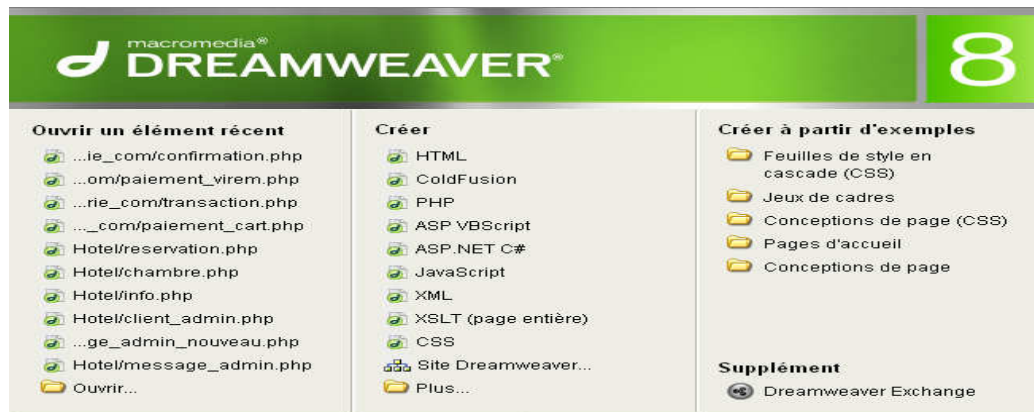 macromedia®
DREAMWEAVER®
8
Ouvrir un élément récent
...ie_com/confirmation.php
...om/paiement_virem.php
...rie_com/transaction.php
..._com/paiement_cart.php
Hotel/reservation.php
Hotel/chambre.php
Hotel/info.php
Hotel/client_admin.php
...ge_admin_nouveau.php
Hotel/message_admin.php
Ouvrir...
Créer
HTML
ColdFusion
PHP
ASP VBScript
ASP.NET C#
JavaScript
XML
XSLT (page entière)
CSS
Site Dreamweaver...
Plus...
Créer à partir d'exemples
Feuilles de style en
cascade (CSS)
Jeux de cadres
Conceptions de page (CSS)
Pages d'accueil
Conceptions de page
Supplément
Dreamweaver Exchange